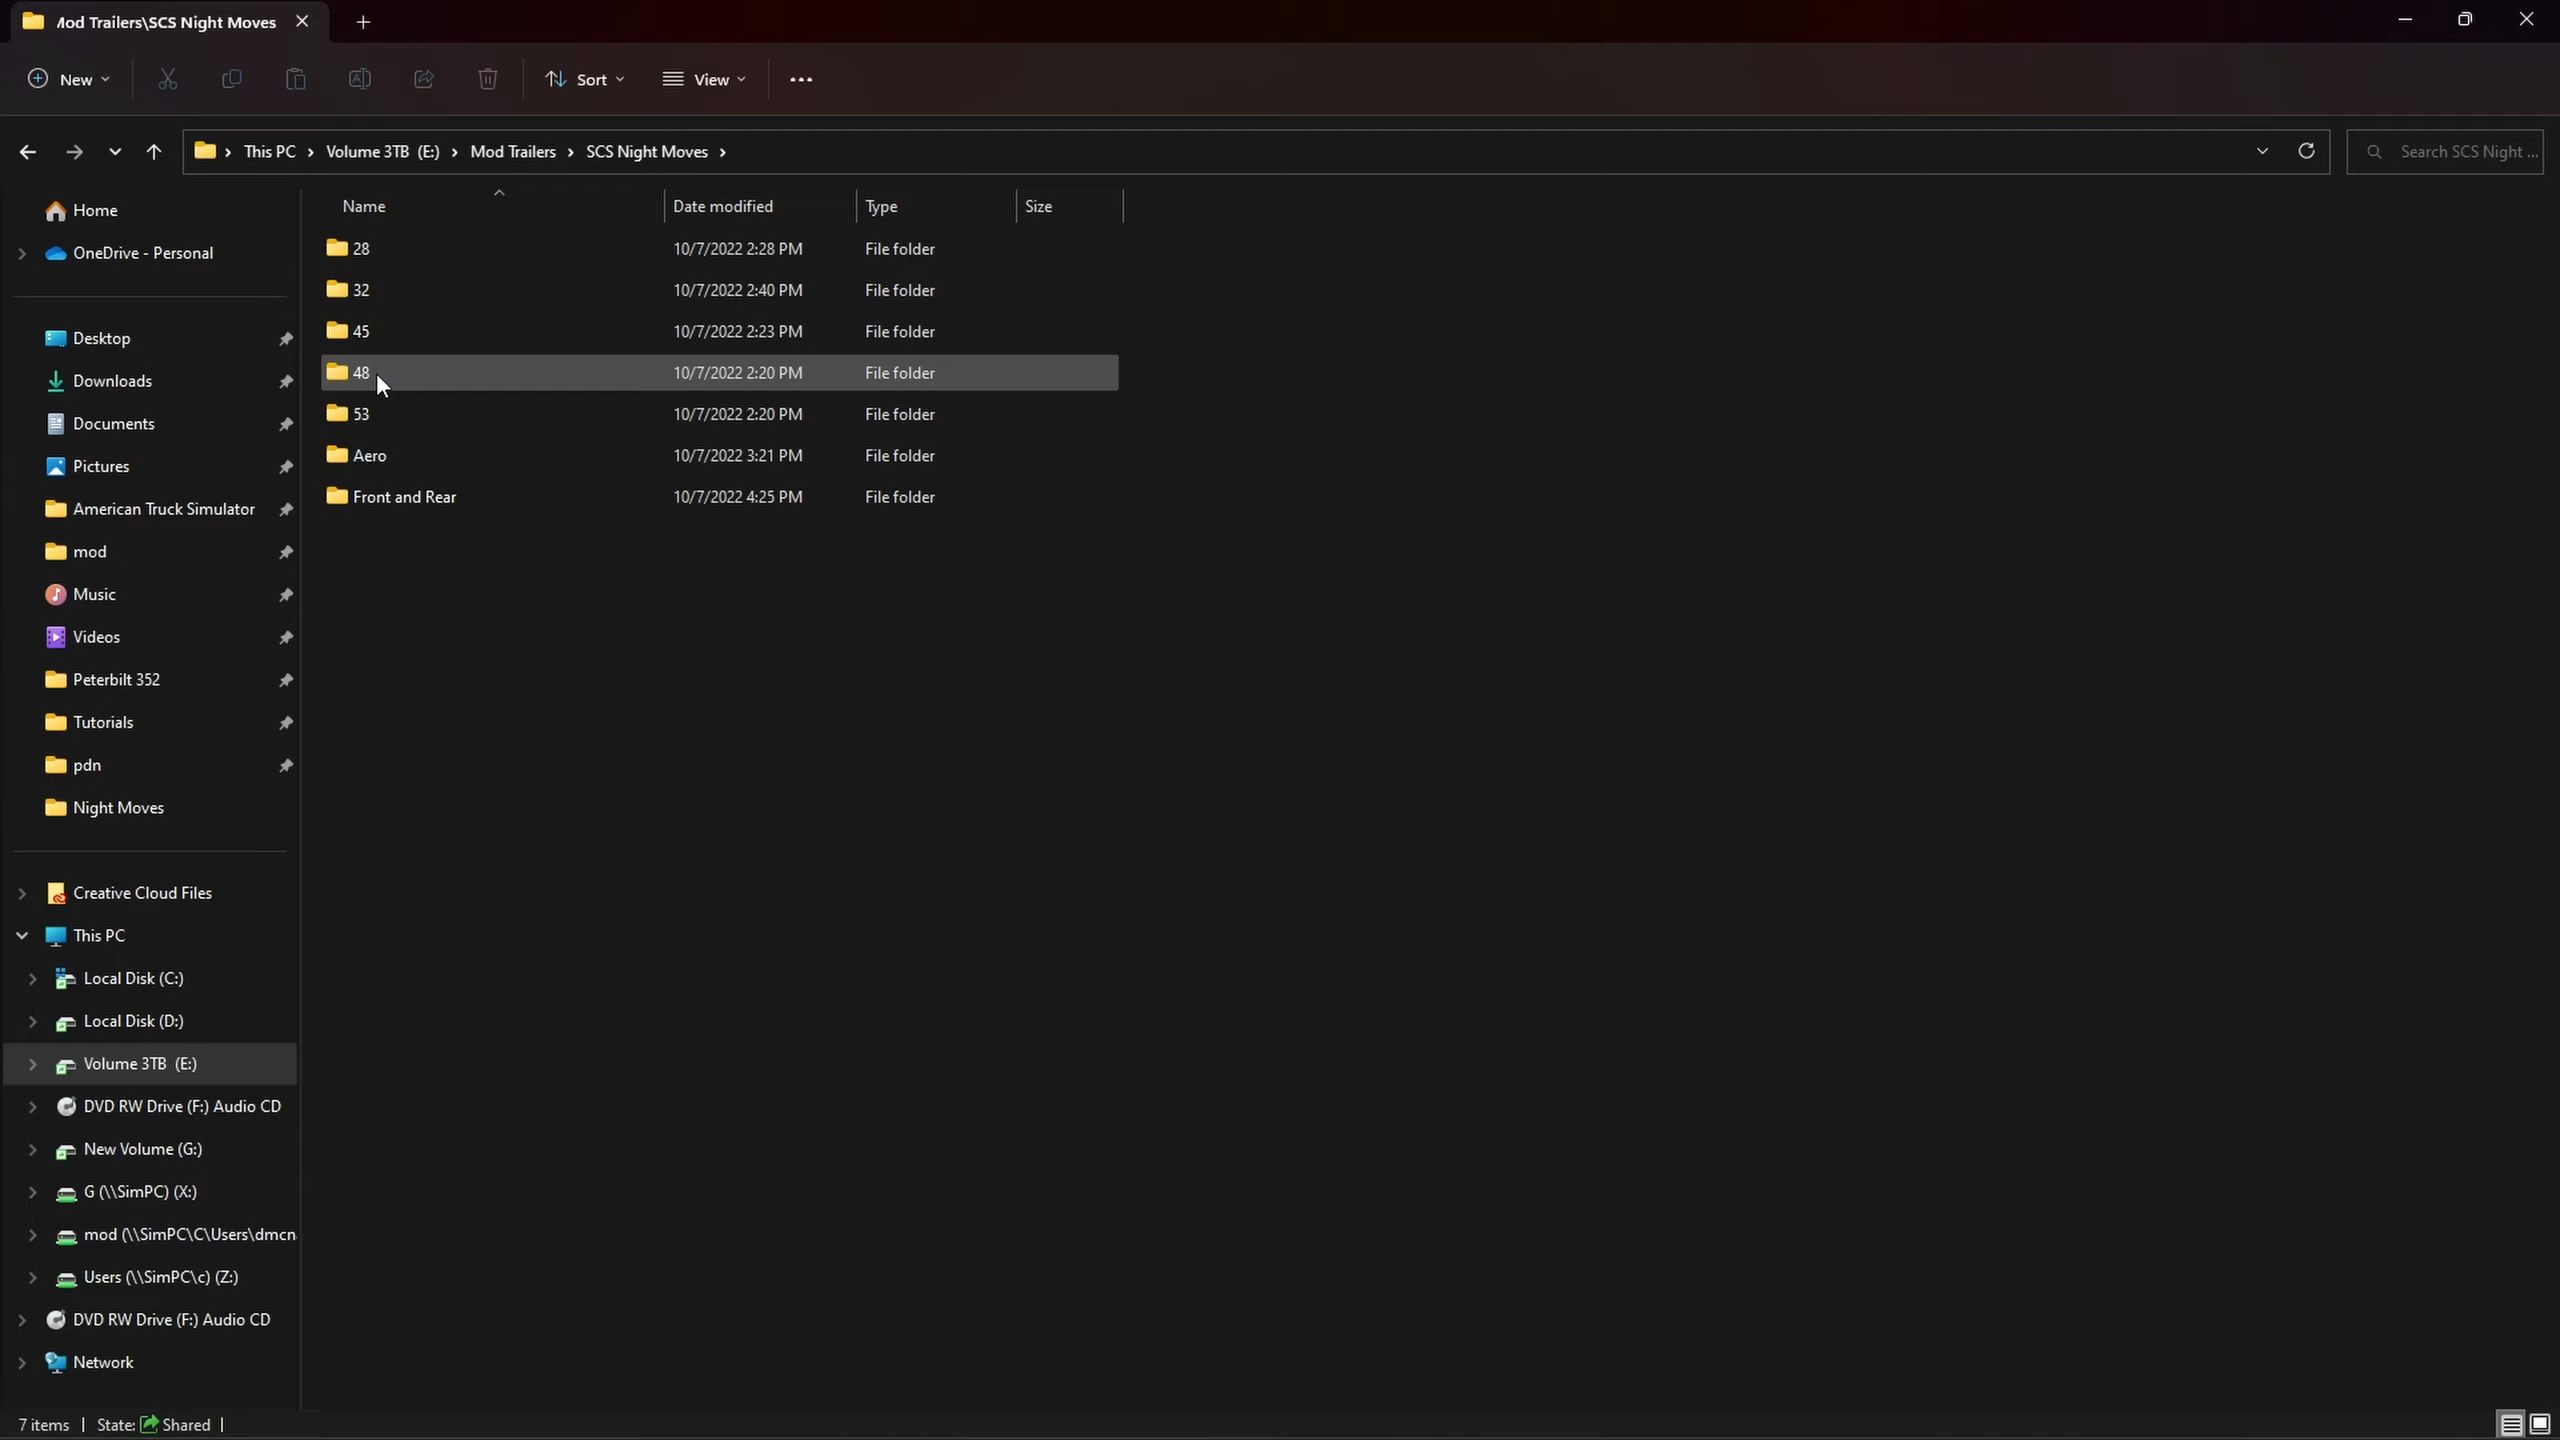 Mod Trailers\SCS Night Moves
New
Sort
View
This PC > Volume 3TB (E:) > Mod Trailers > SCS Night Moves >
Search SCS Night ...
Name Date modified Type Size
28 10/7/2022 2:28 PM File folder
32 10/7/2022 2:40 PM File folder
45 10/7/2022 2:23 PM File folder
48 10/7/2022 2:20 PM File folder
53 10/7/2022 2:20 PM File folder
Aero 10/7/2022 3:21 PM File folder
Front and Rear 10/7/2022 4:25 PM File folder
Home
OneDrive - Personal
Desktop
Downloads
Documents
Pictures
American Truck Simulator
mod
Music
Videos
Peterbilt 352
Tutorials
pdn
Night Moves
Creative Cloud Files
This PC
Local Disk (C:)
Local Disk (D:)
Volume 3TB (E:)
DVD RW Drive (F:) Audio CD
New Volume (G:)
G (\\SimPC) (X:)
mod (\\SimPC\C\Users\dmcn
Users (\\SimPC\c) (Z:)
DVD RW Drive (F:) Audio CD
Network
7 items State: Shared